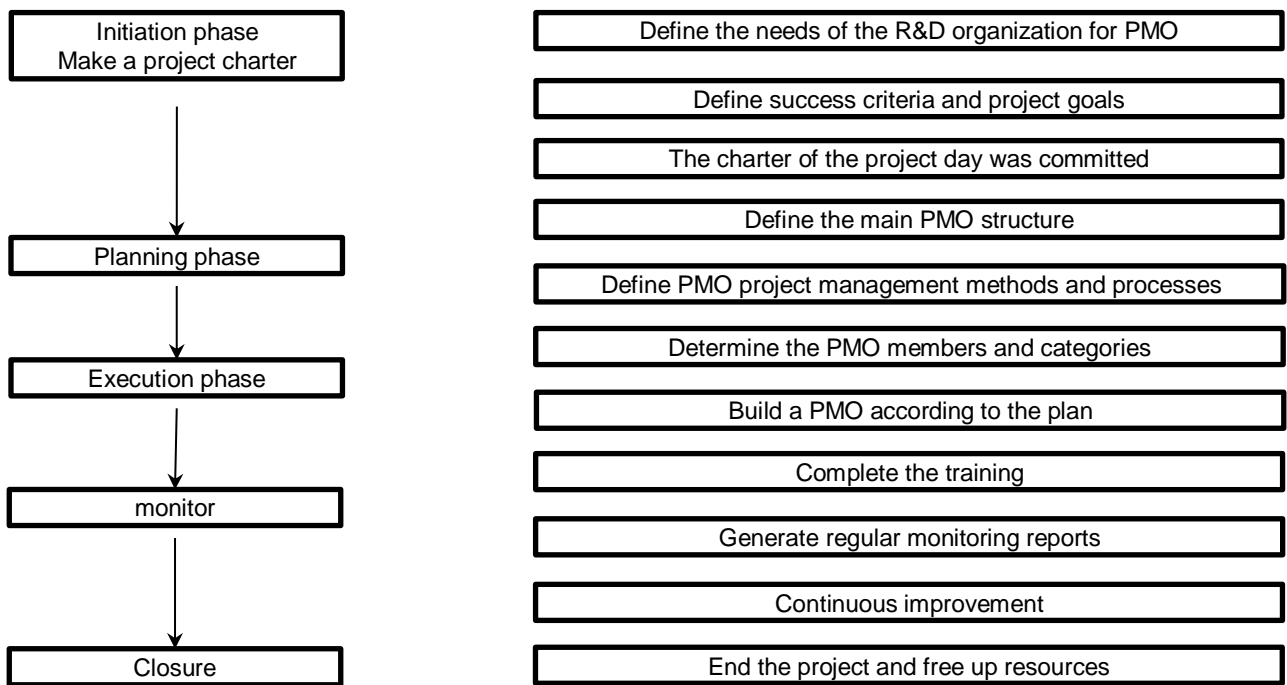 Initiation phase
Make a project charter
Planning phase
Execution phase
monitor
Closure
Define the needs of the R&D organization for PMO
Define success criteria and project goals
The charter of the project day was committed
Define the main PMO structure
Define PMO project management methods and processes
Determine the PMO members and categories
Build a PMO according to the plan
Complete the training
Generate regular monitoring reports
Continuous improvement
End the project and free up resources